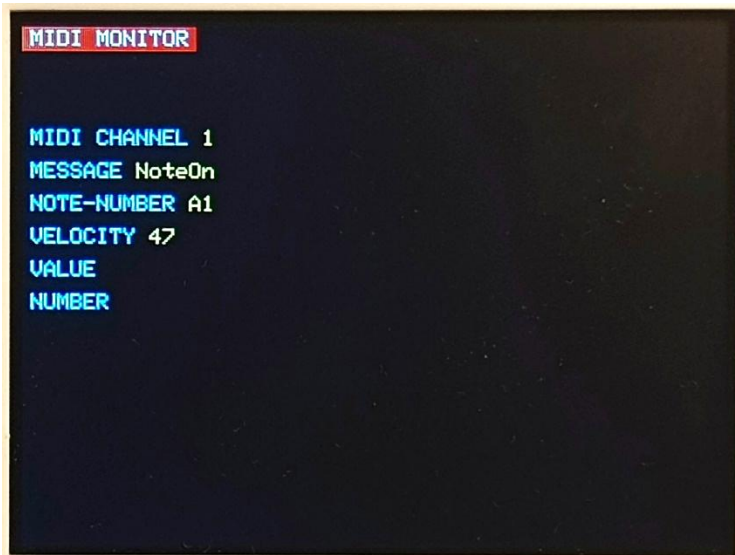 MIDI MONITOR
MIDI CHANNEL 1
MESSAGE NoteOn
NOTE-NUMBER A1
VELOCITY 47
VALUE
NUMBER